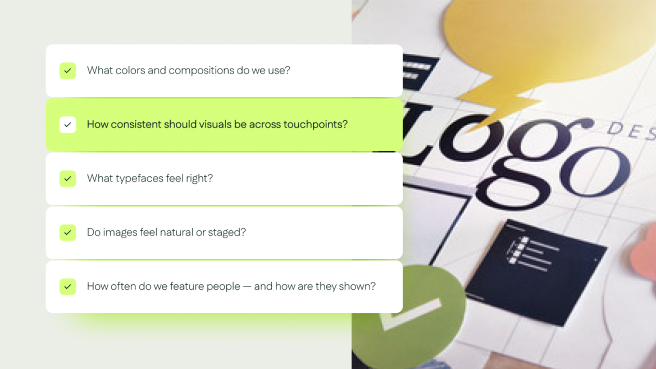 What colors and compositions do we use?
How consistent should visuals be across touchpoints?
What typefaces feel right?
Do images feel natural or staged?
How often do we feature people — and how are they shown?
Logo
DES